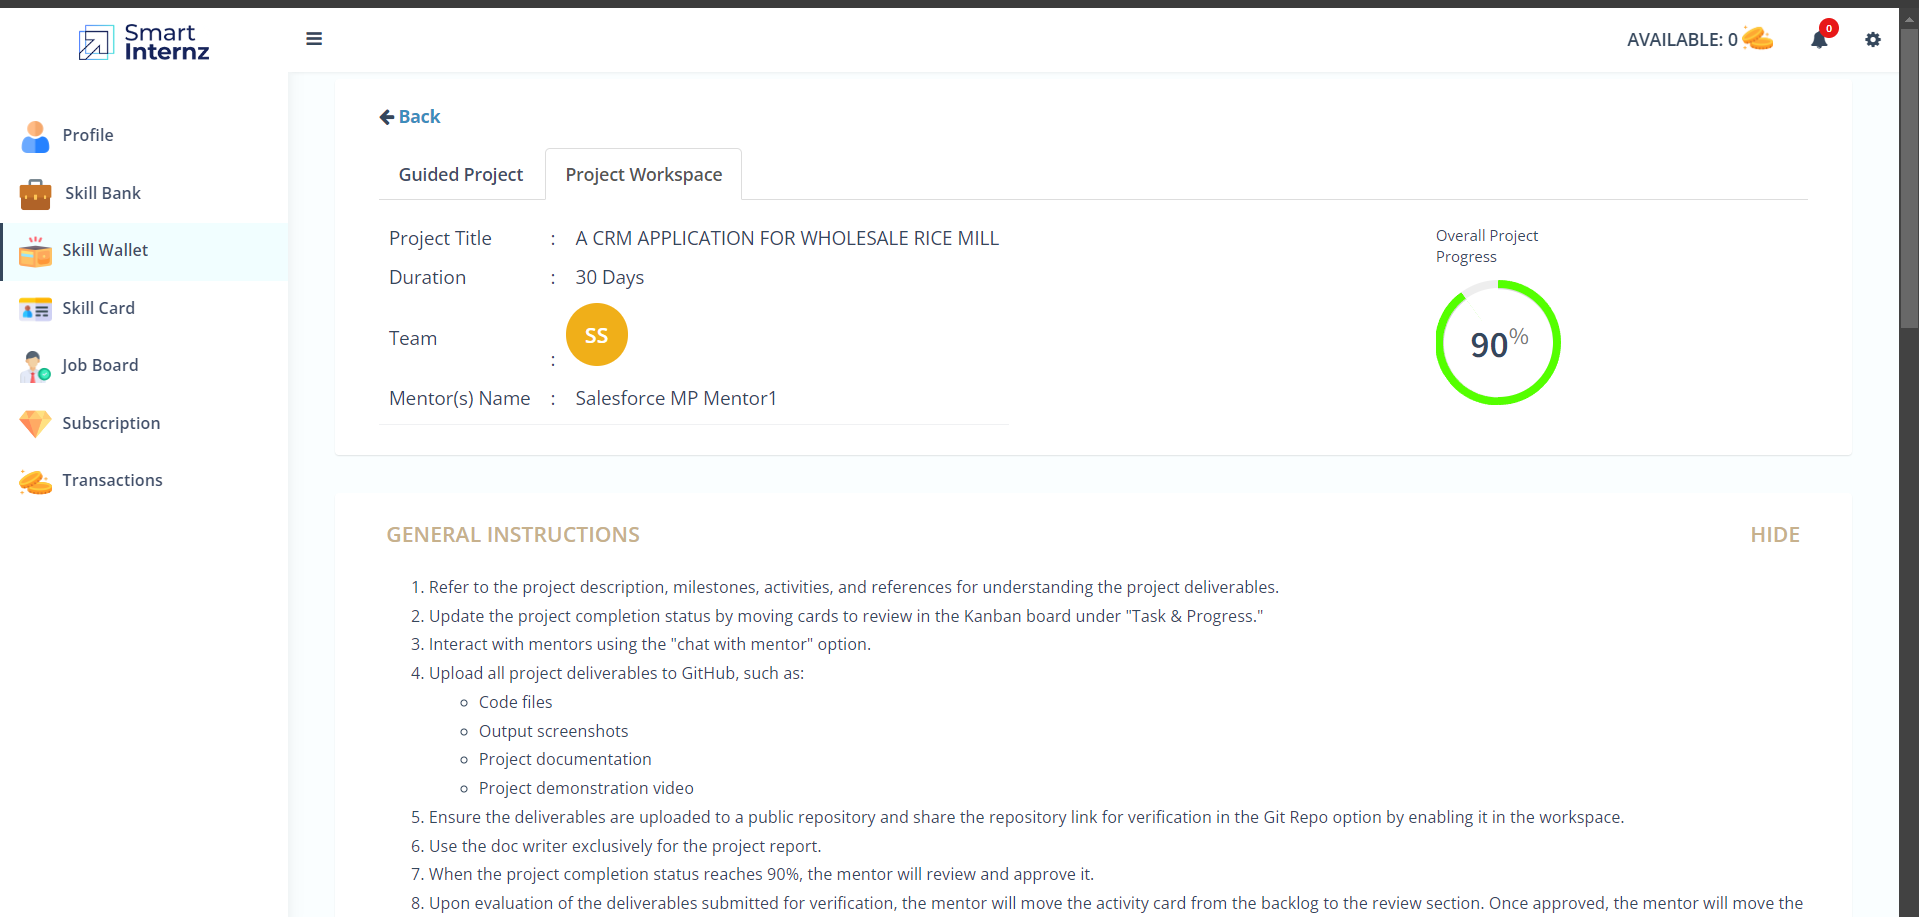 Smart
Internz
AVAILABLE: 0
0
Profile
Skill Bank
Skill Wallet
Skill Card
Job Board
Subscription
Transactions
Back
Guided Project
Project Workspace
Project Title : A CRM APPLICATION FOR WHOLESALE RICE MILL
Duration : 30 Days
Team : SS
Mentor(s) Name : Salesforce MP Mentor1
Overall Project
Progress
90%
GENERAL INSTRUCTIONS
HIDE
1. Refer to the project description, milestones, activities, and references for understanding the project deliverables.
2. Update the project completion status by moving cards to review in the Kanban board under "Task & Progress."
3. Interact with mentors using the "chat with mentor" option.
4. Upload all project deliverables to GitHub, such as:
Code files
Output screenshots
Project documentation
Project demonstration video
5. Ensure the deliverables are uploaded to a public repository and share the repository link for verification in the Git Repo option by enabling it in the workspace.
6. Use the doc writer exclusively for the project report.
7. When the project completion status reaches 90%, the mentor will review and approve it.
8. Upon evaluation of the deliverables submitted for verification, the mentor will move the activity card from the backlog to the review section. Once approved, the mentor will move the